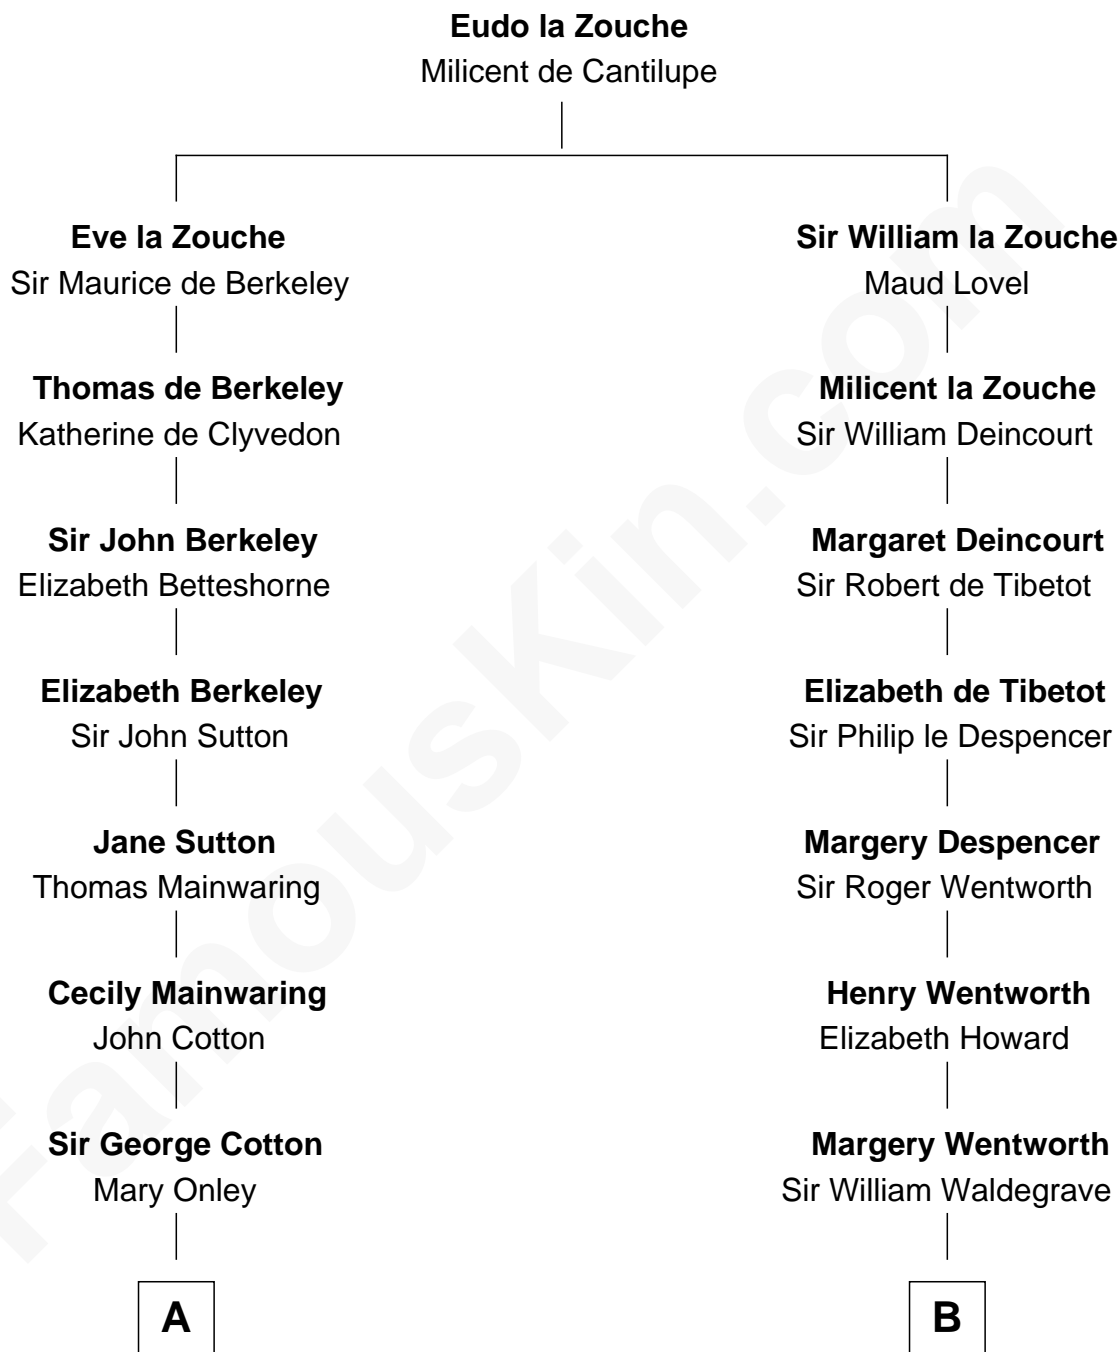 Eudo la Zouche
Milicent de Cantilupe
Eve la Zouche
Sir Maurice de Berkeley
Thomas de Berkeley
Katherine de Clyvedon
Sir John Berkeley
Elizabeth Betteshorne
Elizabeth Berkeley
Sir John Sutton
Jane Sutton
Thomas Mainwaring
Cecily Mainwaring
John Cotton
Sir George Cotton
Mary Onley
A
Sir William la Zouche
Maud Lovel
Milicent la Zouche
Sir William Deincourt
Margaret Deincourt
Sir Robert de Tibetot
Elizabeth de Tibetot
Sir Philip le Despencer
Margery Despencer
Sir Roger Wentworth
Henry Wentworth
Elizabeth Howard
Margery Wentworth
Sir William Waldegrave
B
FamousKin.com